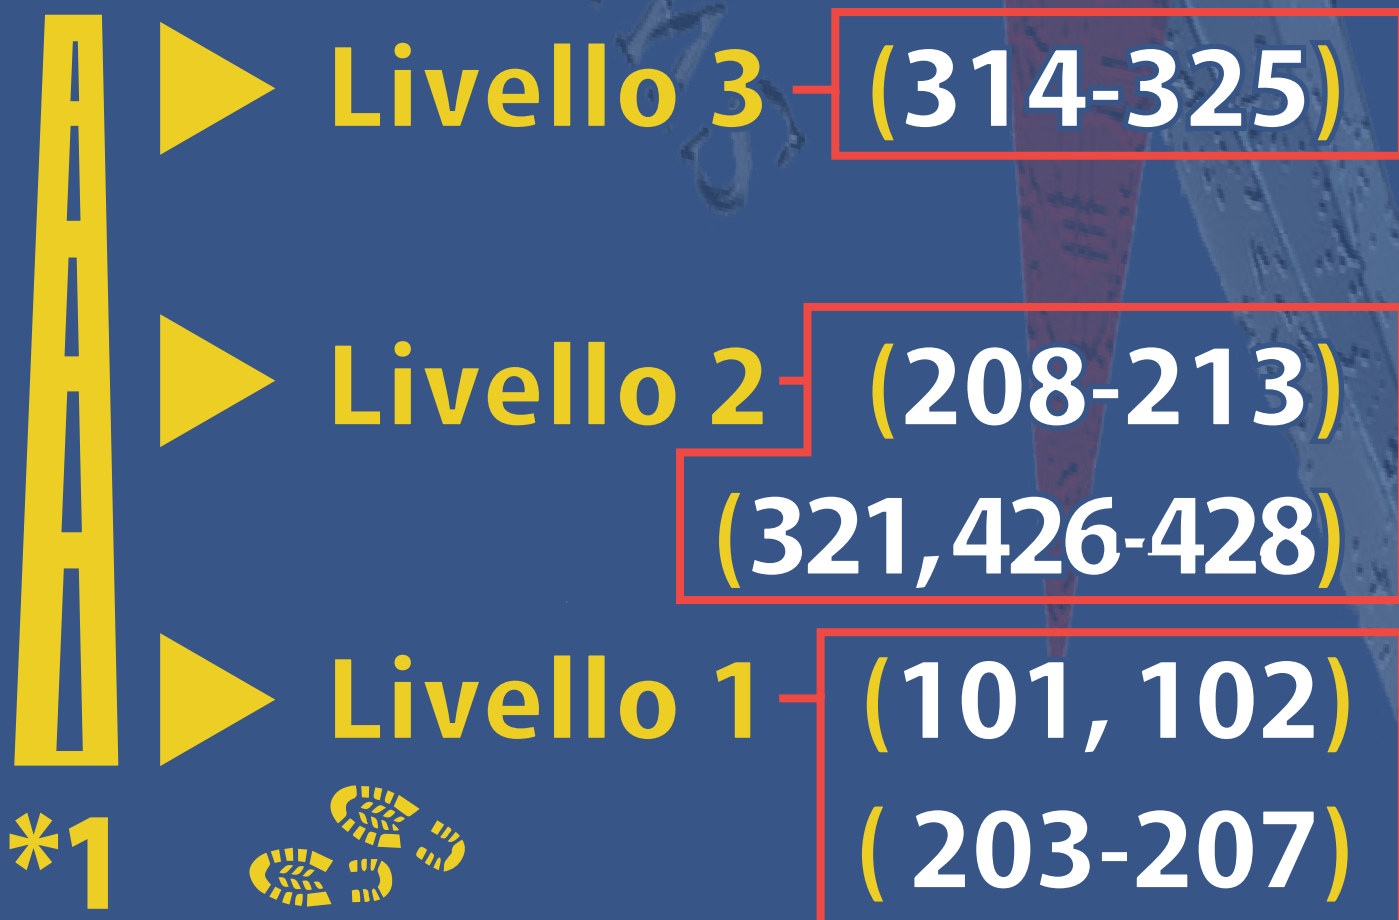 Livello 3 (314-325)
Livello 2 (208-213)
(321, 426-428)
Livello 1 (101, 102)
*1 ( 203-207)